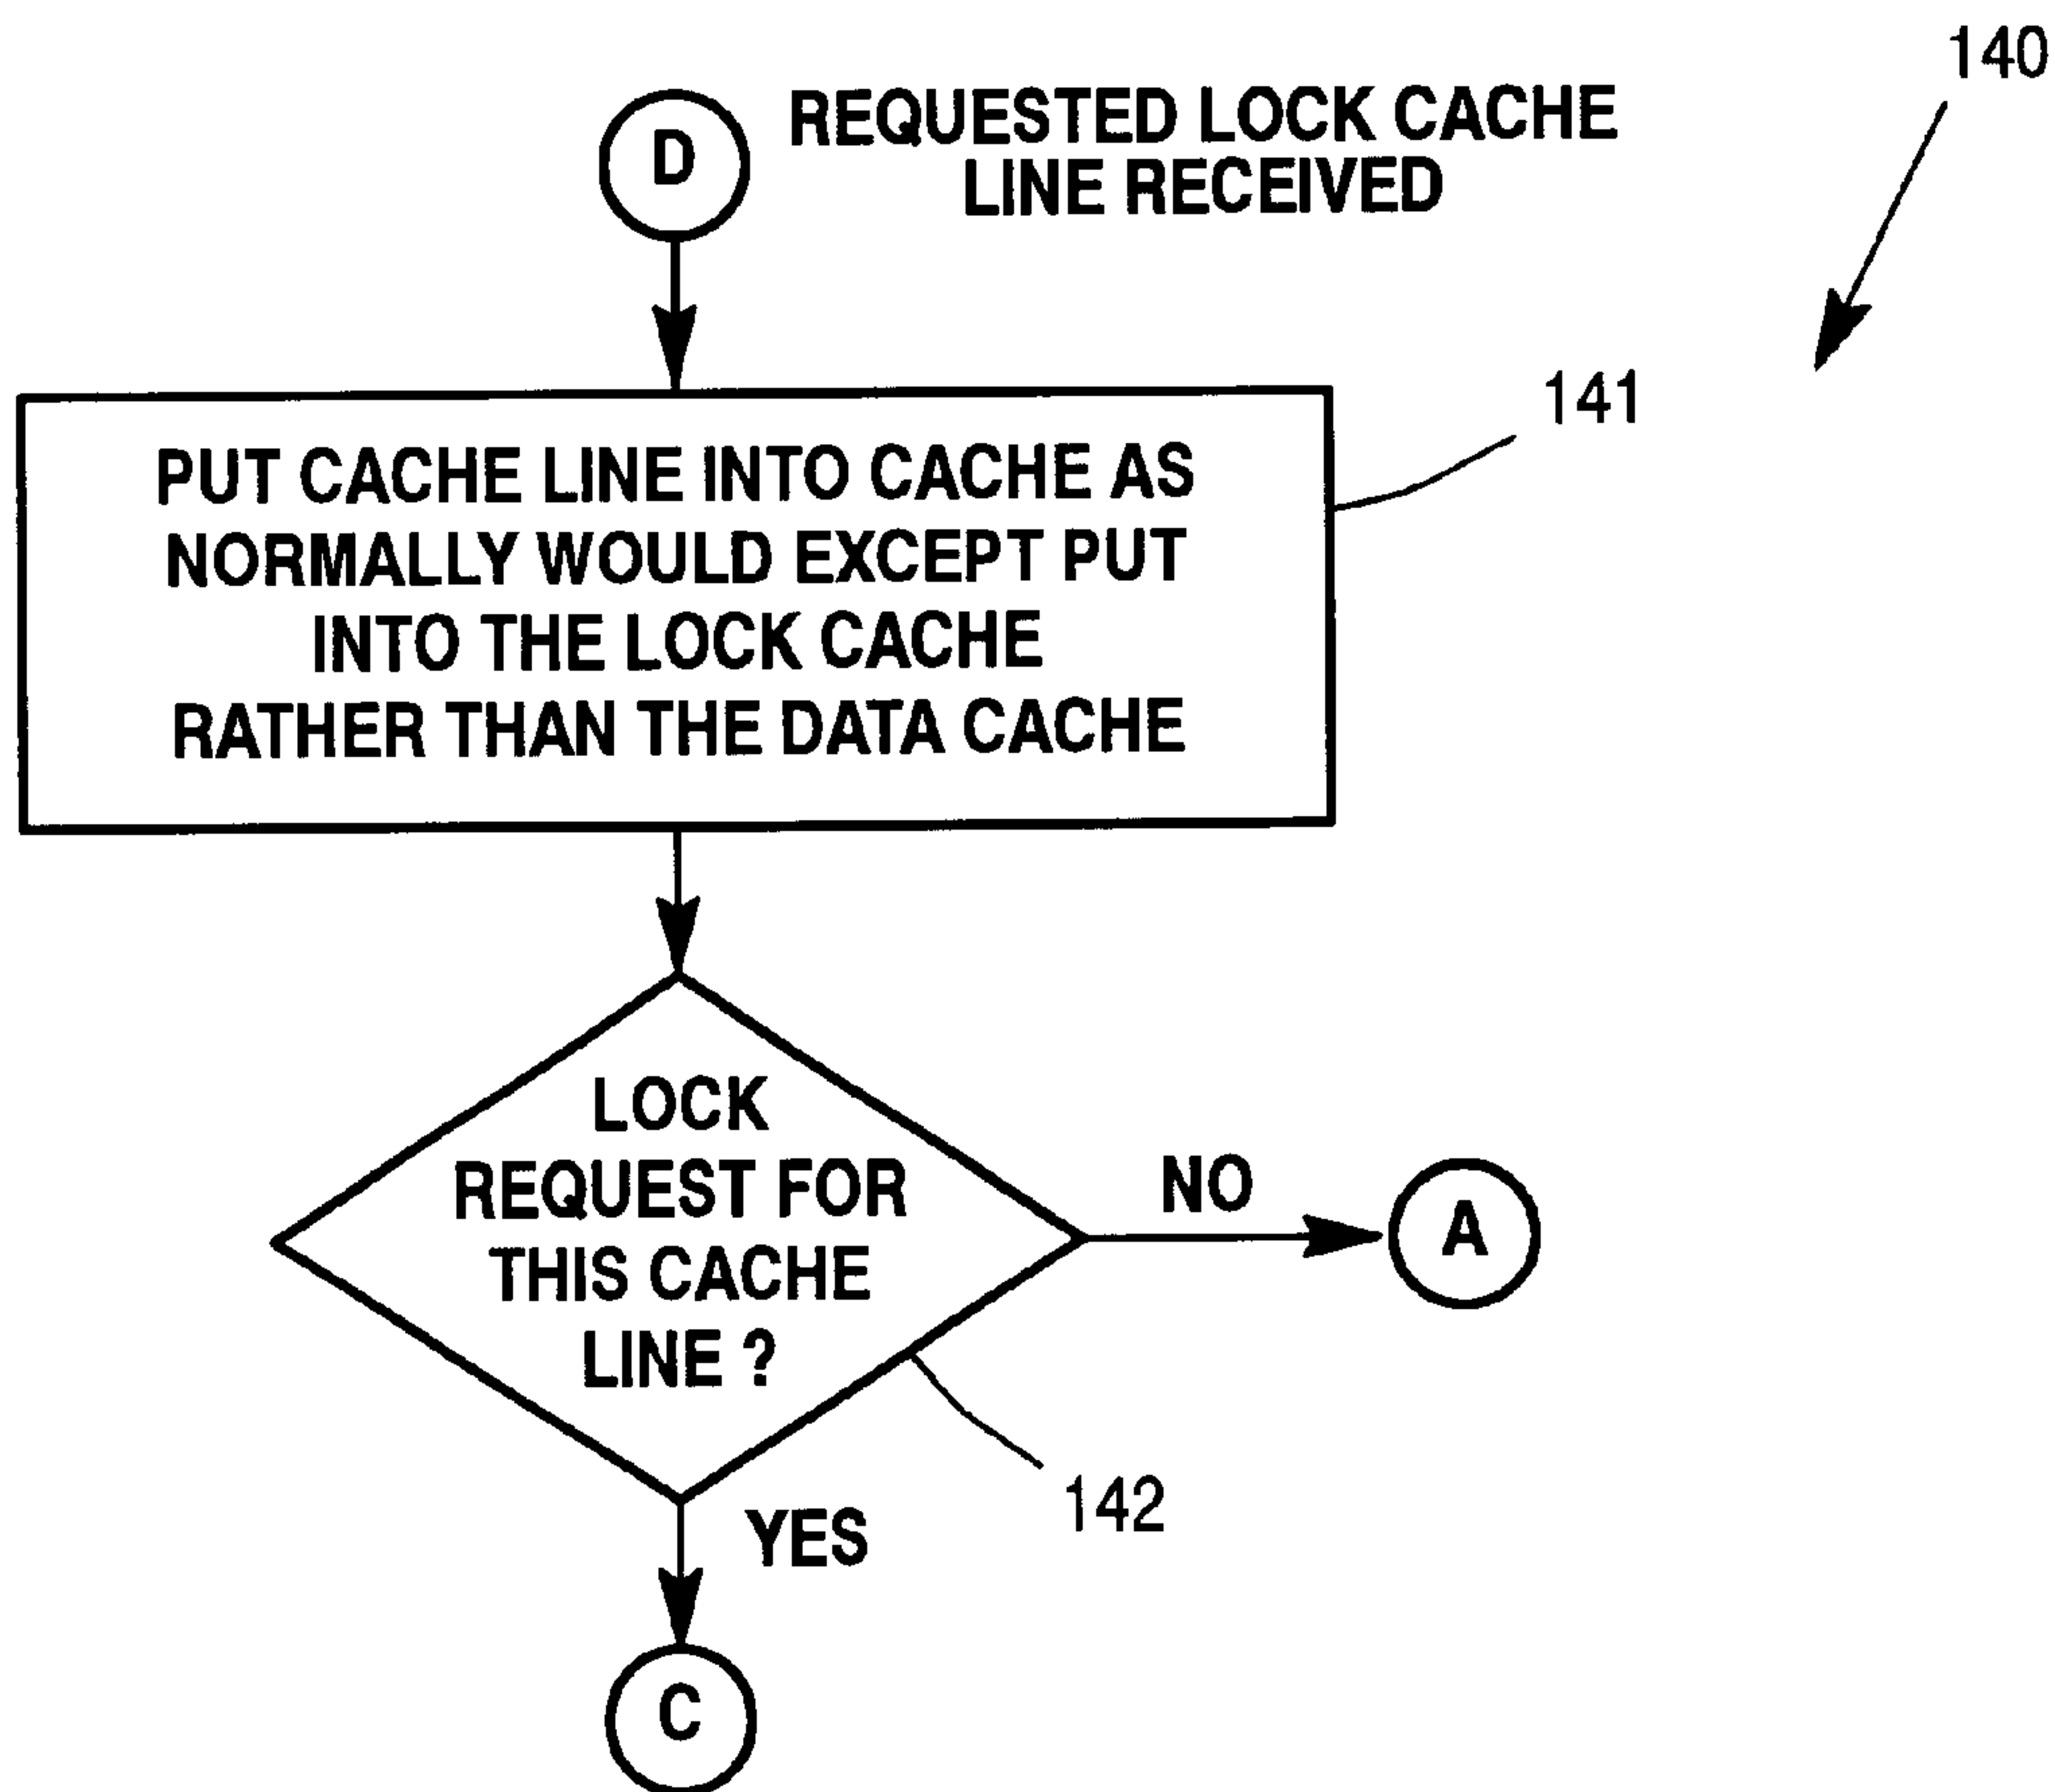 140
D
REQUESTED LOCK CACHE
LINE RECEIVED
141
PUT CACHE LINE INTO CACHE AS
NORMALLY WOULD EXCEPT PUT
INTO THE LOCK CACHE
RATHER THAN THE DATA CACHE
LOCK
REQUEST FOR
THIS CACHE
LINE ?
NO
A
142
YES
C